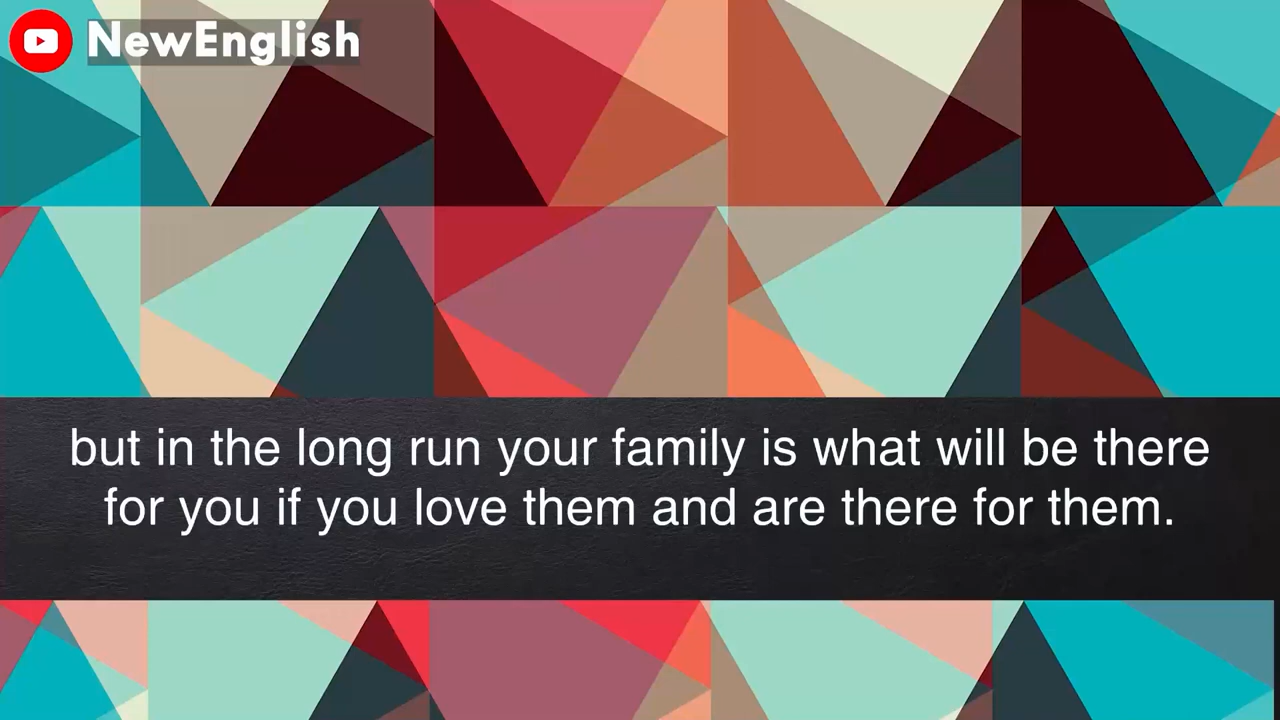 NewEnglish
but in the long run your family is what will be there
for you if you love them and are there for them.